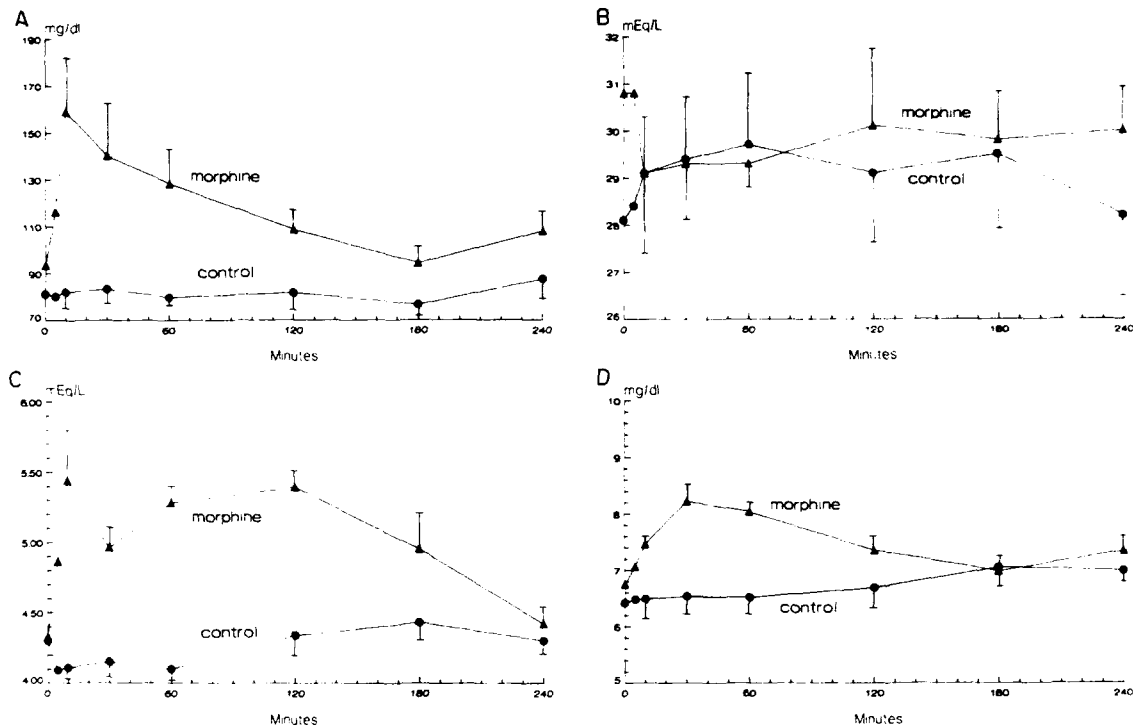 A
mg/dl
190
170
150
130
110
90
70
morphine
control
0 60 120 180 240
Minutes
B
mEq/L
32
31
30
29
28
27
26
morphine
control
0 60 120 180 240
Minutes
C
mEq/L
6.00
5.50
5.00
4.50
4.00
morphine
control
0 60 120 180 240
Minutes
D
mg/dl
10
9
8
7
6
5
morphine
control
0 60 120 180 240
Minutes